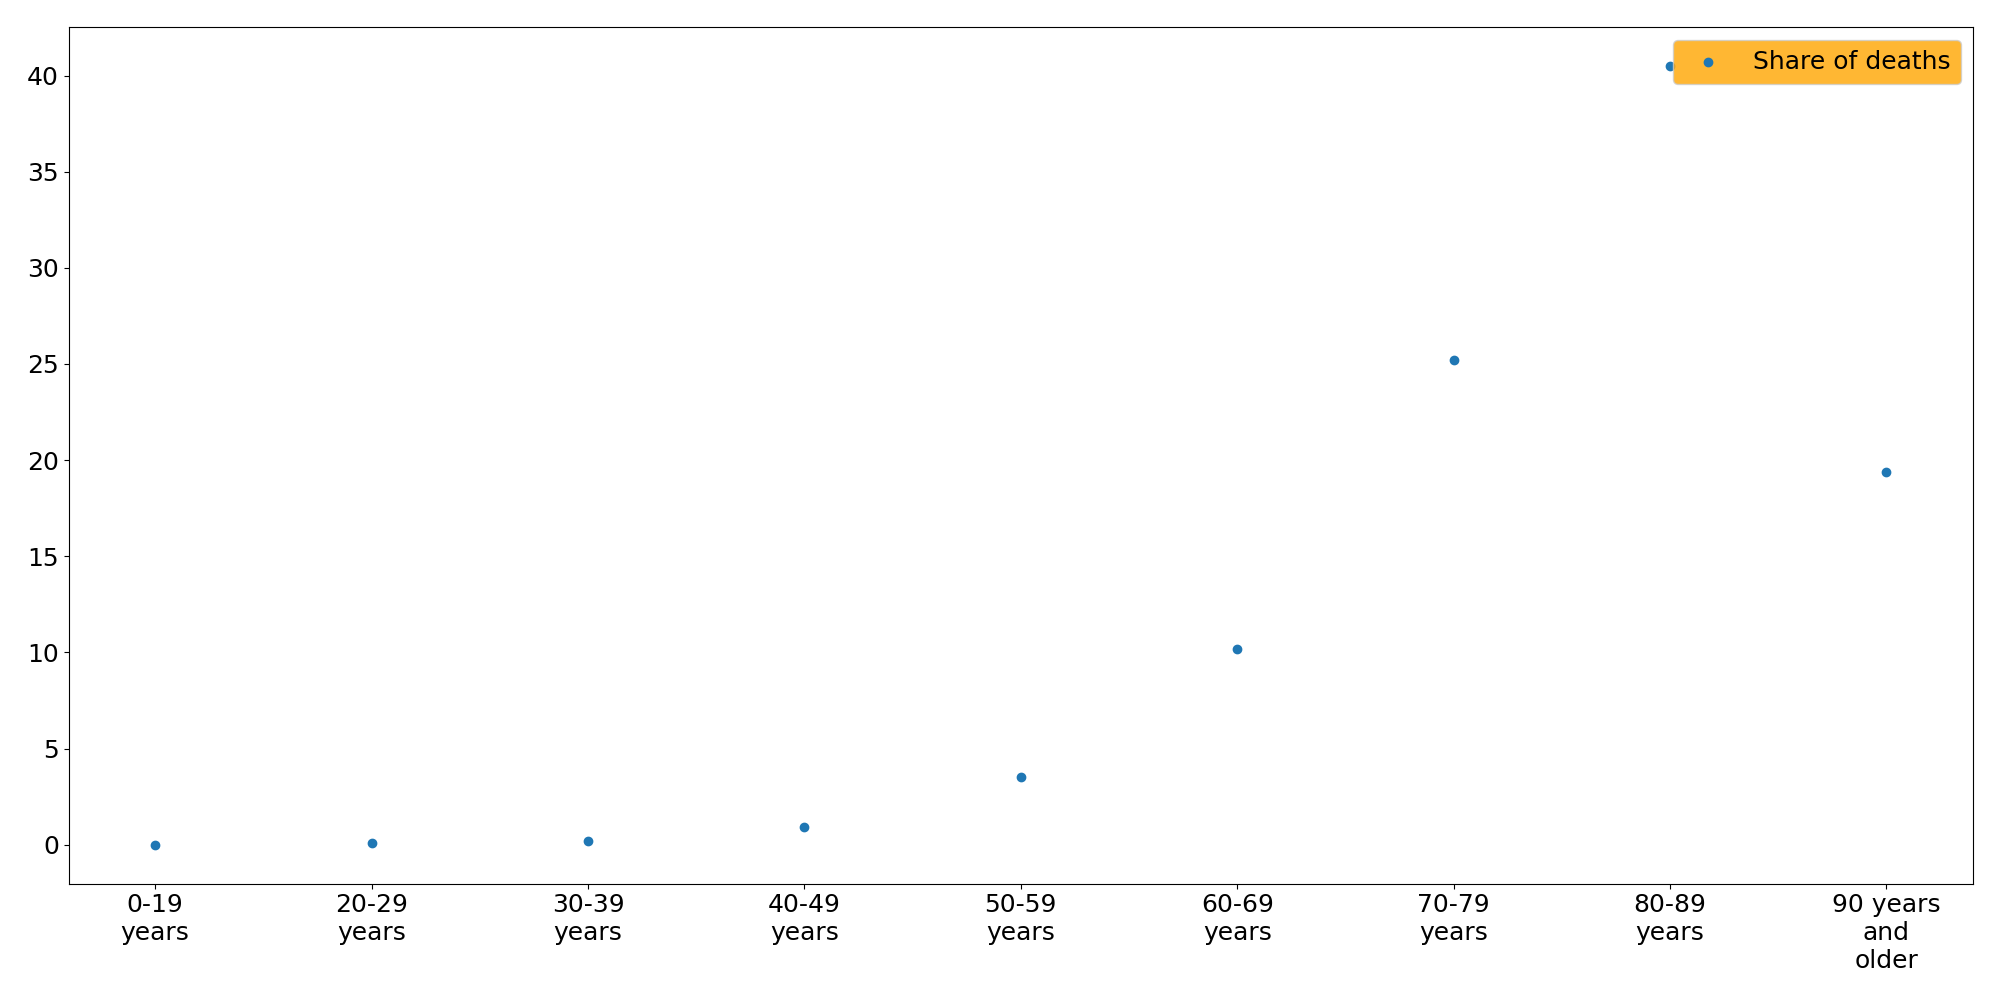 Share of deaths
40
35
30
25
20
15
10
5
0
0-19
years
20-29
years
30-39
years
40-49
years
50-59
years
60-69
years
70-79
years
80-89
years
90 years
and
older